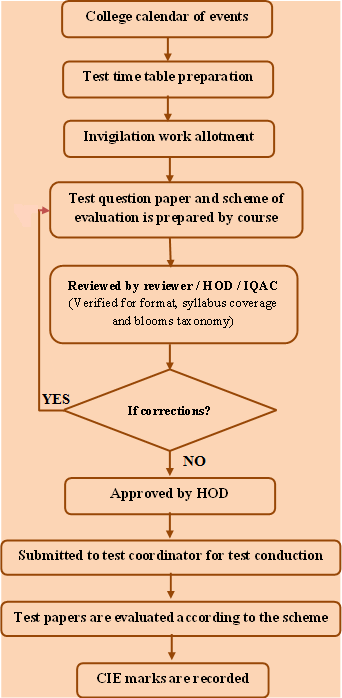 College calendar of events
Test time table preparation
Invigilation work allotment
Test question paper and scheme of
evaluation is prepared by course
Reviewed by reviewer / HOD / IQAC
(Verified for format, syllabus coverage
and blooms taxonomy)
YES
If corrections?
NO
Approved by HOD
Submitted to test coordinator for test conduction
Test papers are evaluated according to the scheme
CIE marks are recorded